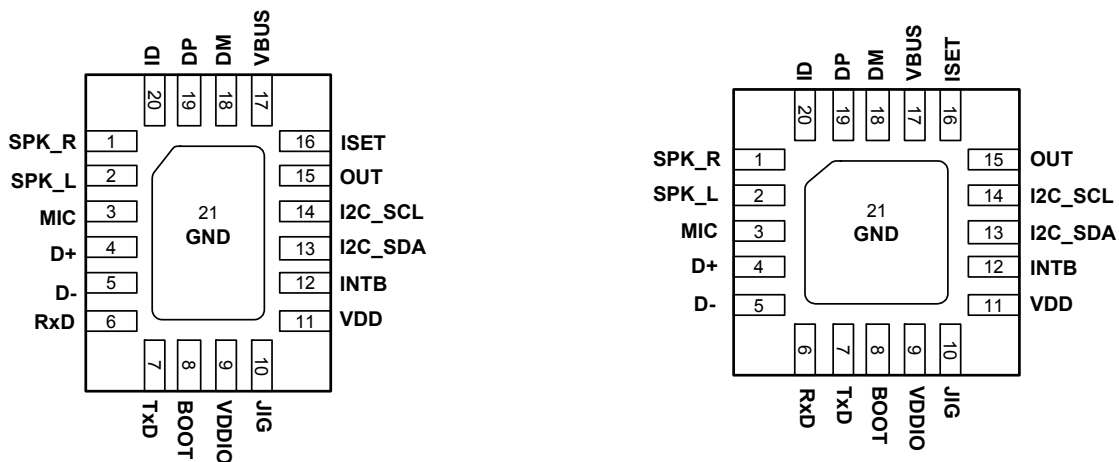 ID
DP
DM
VBUS
20
19
18
17
SPK_R 1
SPK_L 2
MIC 3
D+ 4
D- 5
RxD 6
16 ISET
15 OUT
14 I2C_SCL
13 I2C_SDA
12 INTB
11 VDD
21
GND
7
8
9
10
TxD
BOOT
VDDIO
JIG
ID
DP
DM
VBUS
ISET
20
19
18
17
16
SPK_R 1
SPK_L 2
MIC 3
D+ 4
D- 5
15 OUT
14 I2C_SCL
13 I2C_SDA
12 INTB
11 VDD
21
GND
6
7
8
9
10
RxD
TxD
BOOT
VDDIO
JIG